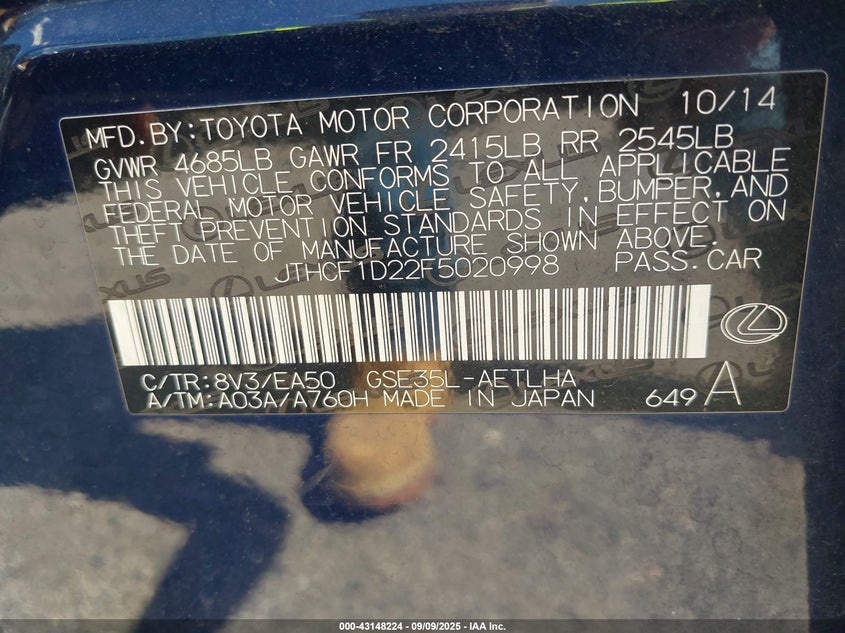 MFD.BY:TOYOTA MOTOR CORPORATION 10/14
GVWR 4685LB GAWR FR 2415LB RR 2545LB
THIS VEHICLE CONFORMS TO ALL APPLICABLE
FEDERAL MOTOR VEHICLE SAFETY, BUMPER, AND
THEFT PREVENTION STANDARDS IN EFFECT ON
THE DATE OF MANUFACTURE SHOWN ABOVE.
JTHCF1D22F5020998 PASS.CAR
C/TR:8V3/EA50 GSE35L-AETLHA
A/TM:A03A/A760H MADE IN JAPAN 649 A
000-43148224 - 09/09/2025 - IAA Inc.